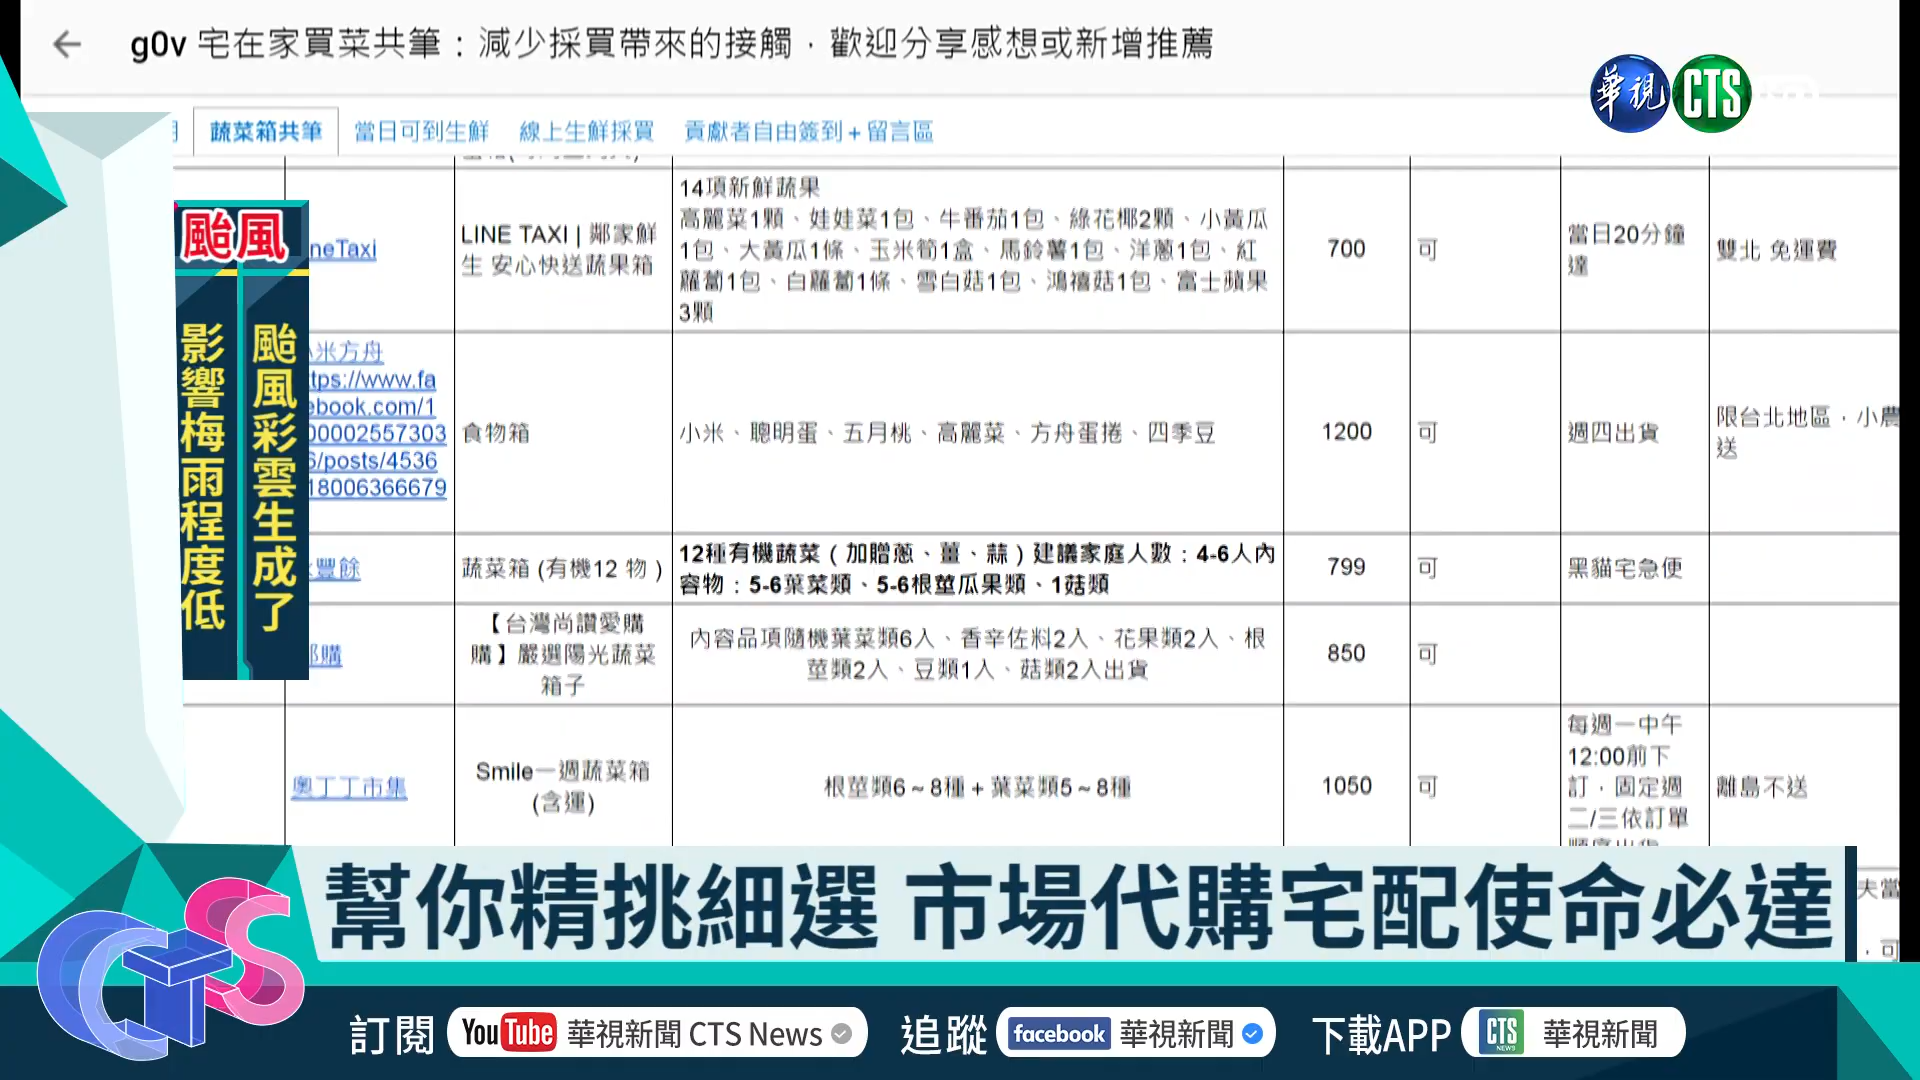 g0v 宅在家買菜共筆：減少採買帶來的接觸，歡迎分享感想或新增推薦
華視 CTS
蔬菜箱共筆 當日可到生鮮 線上生鮮採買 貢獻者自由簽到＋留言區
neTaxi
LINE TAXI | 鄰家鮮
生 安心快送蔬果箱
14項新鮮蔬果
高麗菜1顆、娃娃菜1包、牛番茄1包、綠花椰2顆、小黃瓜
1包、大黃瓜1條、玉米筍1盒、馬鈴薯1包、洋蔥1包、紅
蘿蔔1包、白蘿蔔1條、雪白菇1包、鴻禧菇1包、富士蘋果
3顆
700
可
當日20分鐘
達
雙北 免運費
颱風
颱風彩雲生成了
影響梅雨程度低
米方舟
tps://www.fa
ebook.com/1
00002557303
6/posts/4536
18006366679
食物箱
小米、聰明蛋、五月桃、高麗菜、方舟蛋捲、四季豆
1200
可
週四出貨
限台北地區，小農
送
豐餘
蔬菜箱 (有機12 物 )
12種有機蔬菜（加贈蔥、薑、蒜）建議家庭人數：4-6人內
容物：5-6葉菜類、5-6根莖瓜果類、1菇類
799
可
黑貓宅急便
購
【台灣尚讚愛購
購】嚴選陽光蔬菜
箱子
內容品項隨機葉菜類6入、香辛佐料2入、花果類2入、根
莖類2入、豆類1入、菇類2入出貨
850
可
奧丁丁市集
Smile一週蔬菜箱
(含運)
根莖類6～8種＋葉菜類5～8種
1050
可
每週一中午
12:00前下
訂，固定週
二/三依訂單
離島不送
幫你精挑細選 市場代購宅配使命必達
夫當
，可
CTS
訂閱 YouTube 華視新聞 CTS News 追蹤 facebook 華視新聞 下載APP CTS NEWS 華視新聞